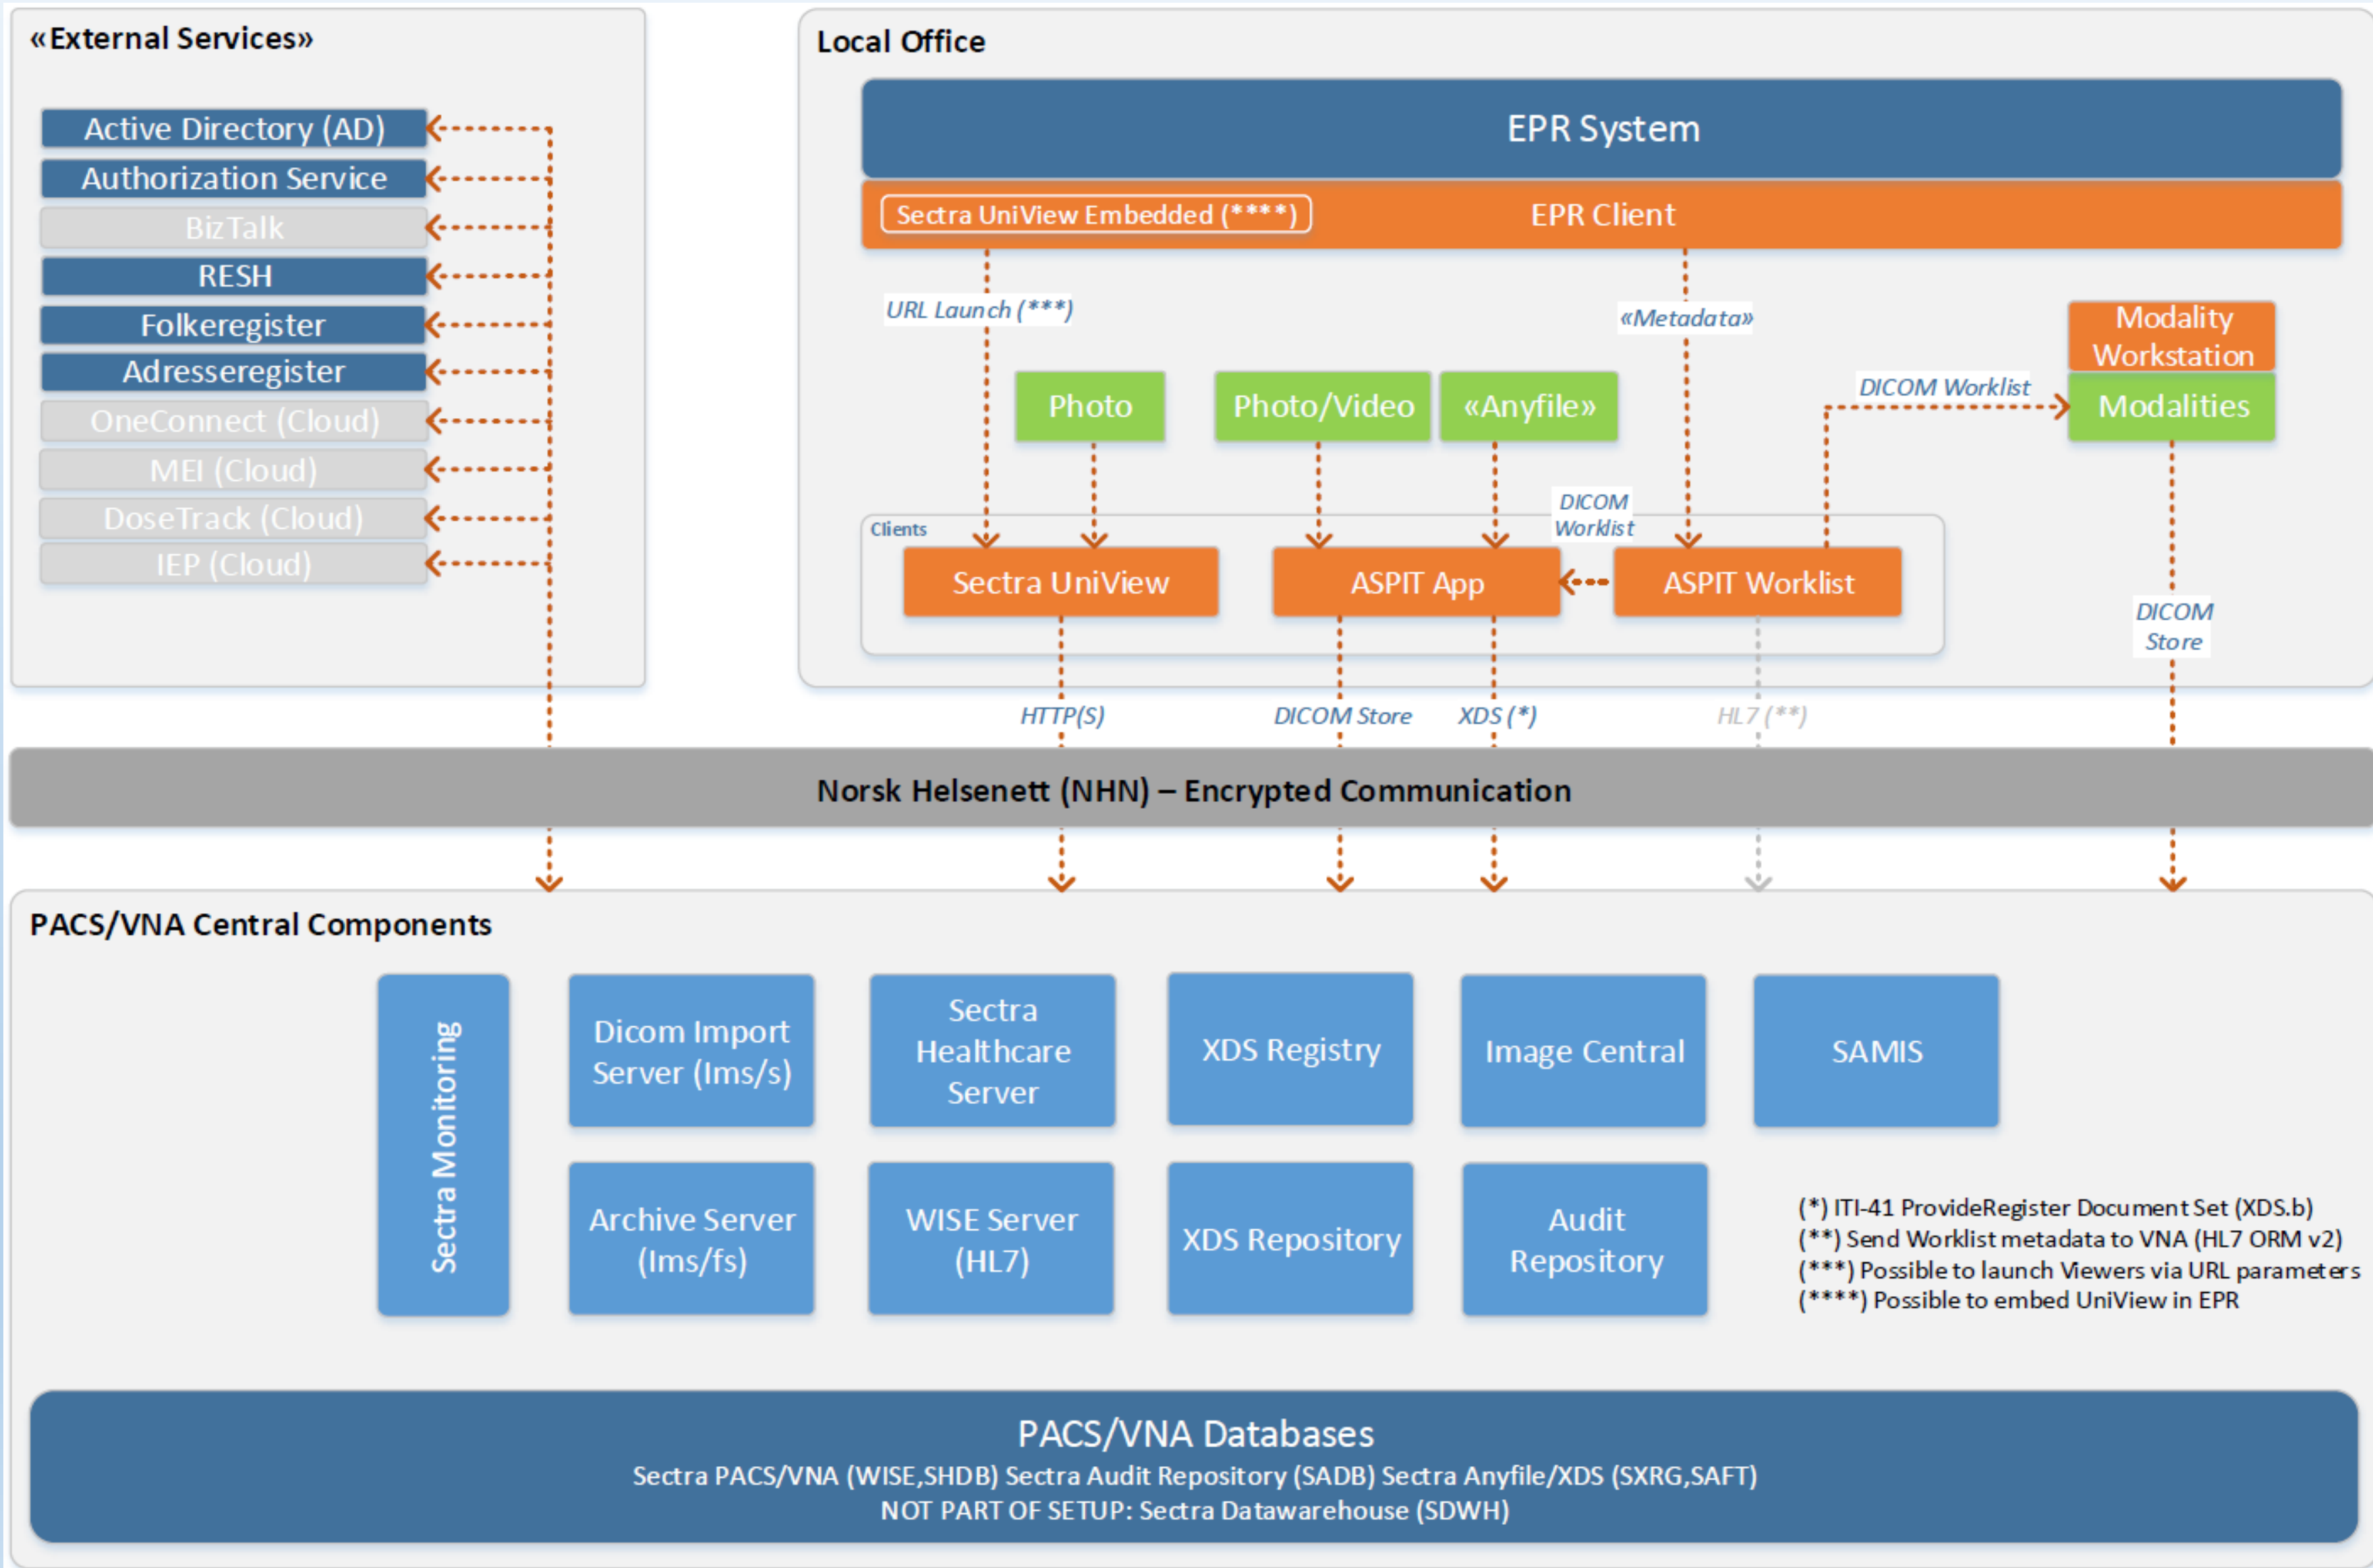 «External Services»
Active Directory (AD)
Authorization Service
BizTalk
RESH
Folkeregister
Adresseregister
OneConnect (Cloud)
MEI (Cloud)
DoseTrack (Cloud)
IEP (Cloud)
Local Office
EPR System
Sectra UniView Embedded (****)
EPR Client
URL Launch (***)
«Metadata»
Modality
Workstation
DICOM Worklist
Photo
Photo/Video
«Anyfile»
Modalities
DICOM
Worklist
Clients
Sectra UniView
ASPIT App
ASPIT Worklist
DICOM
Store
HTTP(S)
DICOM Store
XDS (*)
HL7 (**)
Norsk Helsenett (NHN) – Encrypted Communication
PACS/VNA Central Components
Sectra Monitoring
Dicom Import
Server (Ims/s)
Sectra
Healthcare
Server
XDS Registry
Image Central
SAMIS
Archive Server
(Ims/fs)
WISE Server
(HL7)
XDS Repository
Audit
Repository
(*) ITI-41 ProvideRegister Document Set (XDS.b)
(**) Send Worklist metadata to VNA (HL7 ORM v2)
(***) Possible to launch Viewers via URL parameters
(****) Possible to embed UniView in EPR
PACS/VNA Databases
Sectra PACS/VNA (WISE,SHDB) Sectra Audit Repository (SADB) Sectra Anyfile/XDS (SXRG,SAFT)
NOT PART OF SETUP: Sectra Datawarehouse (SDWH)